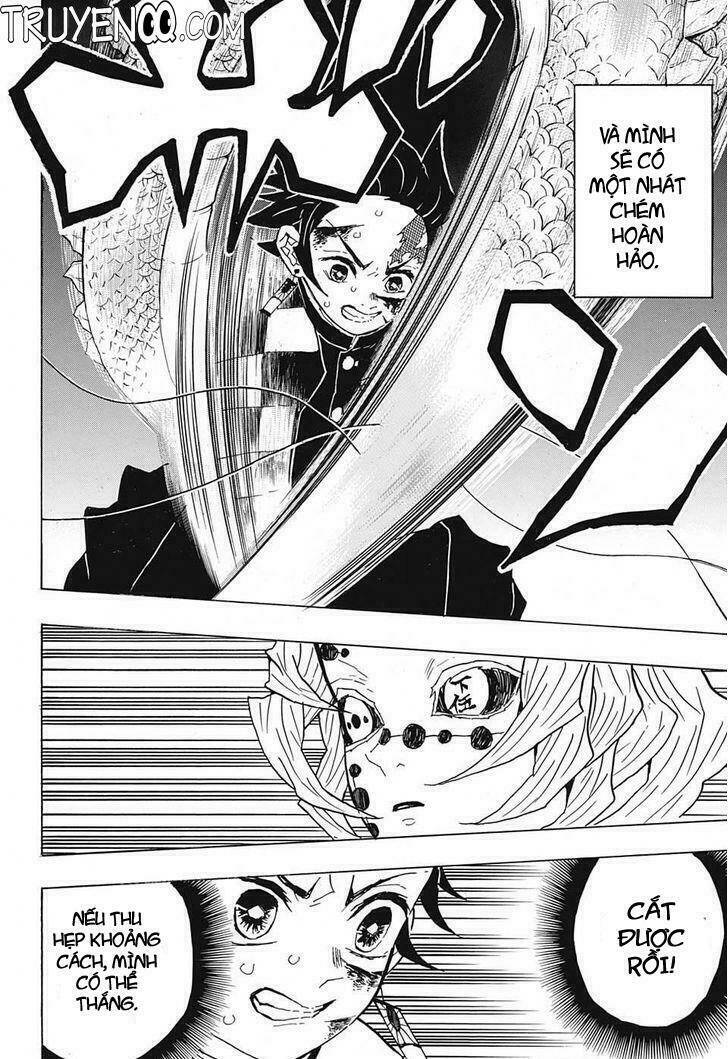 TRUYENQQ.COM
VÀ MÌNH
SẼ CÓ
MỘT NHÁT
CHÉM
HOÀN
HẢO.
下伍
CẮT
ĐƯỢC
RỒI!
NẾU THU
HẸP KHOẢNG
CÁCH, MÌNH
CÓ THỂ
THẮNG.